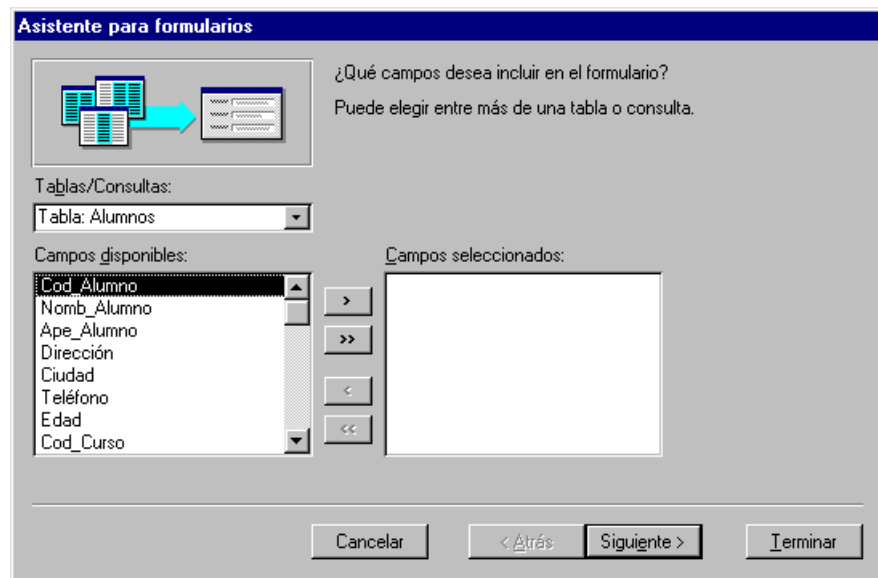 Asistente para formularios
¿Qué campos desea incluir en el formulario?
Puede elegir entre más de una tabla o consulta.
Tablas/Consultas:
Tabla: Alumnos
Campos disponibles:
Campos seleccionados:
Cod_Alumno
Nomb_Alumno
Ape_Alumno
Dirección
Ciudad
Teléfono
Edad
Cod_Curso
>
>>
<
<<
Cancelar
< Atrás
Siguiente >
Terminar